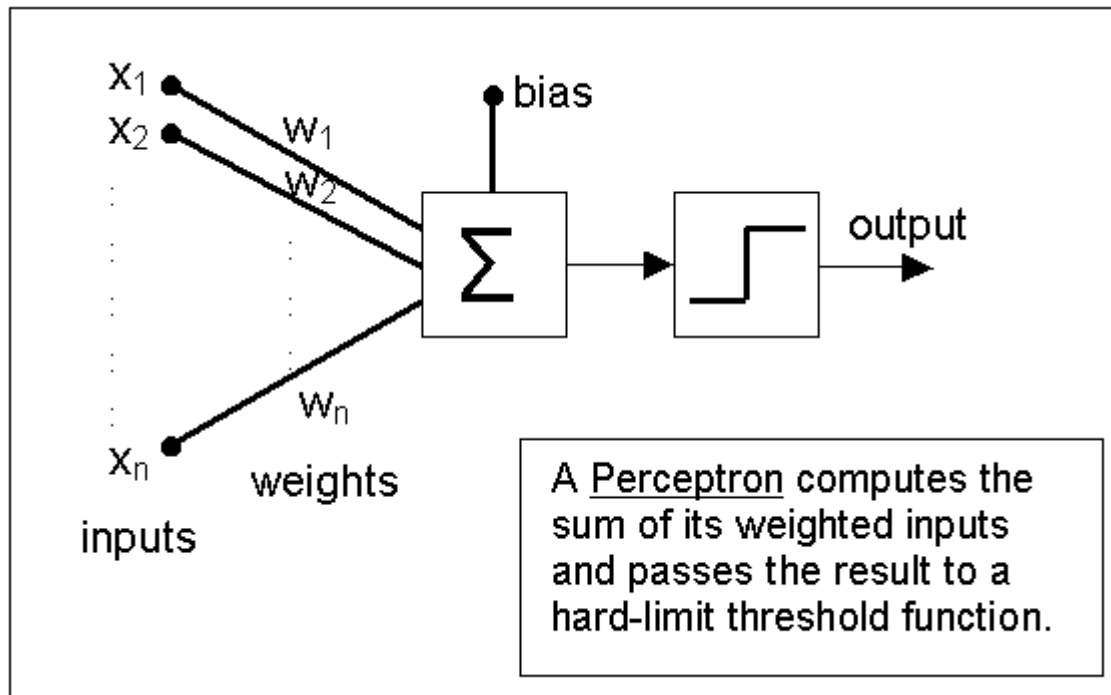 x₁
bias
x₂
w₁
w₂
Σ
output
wₙ
xₙ
weights
inputs
A Perceptron computes the
sum of its weighted inputs
and passes the result to a
hard-limit threshold function.